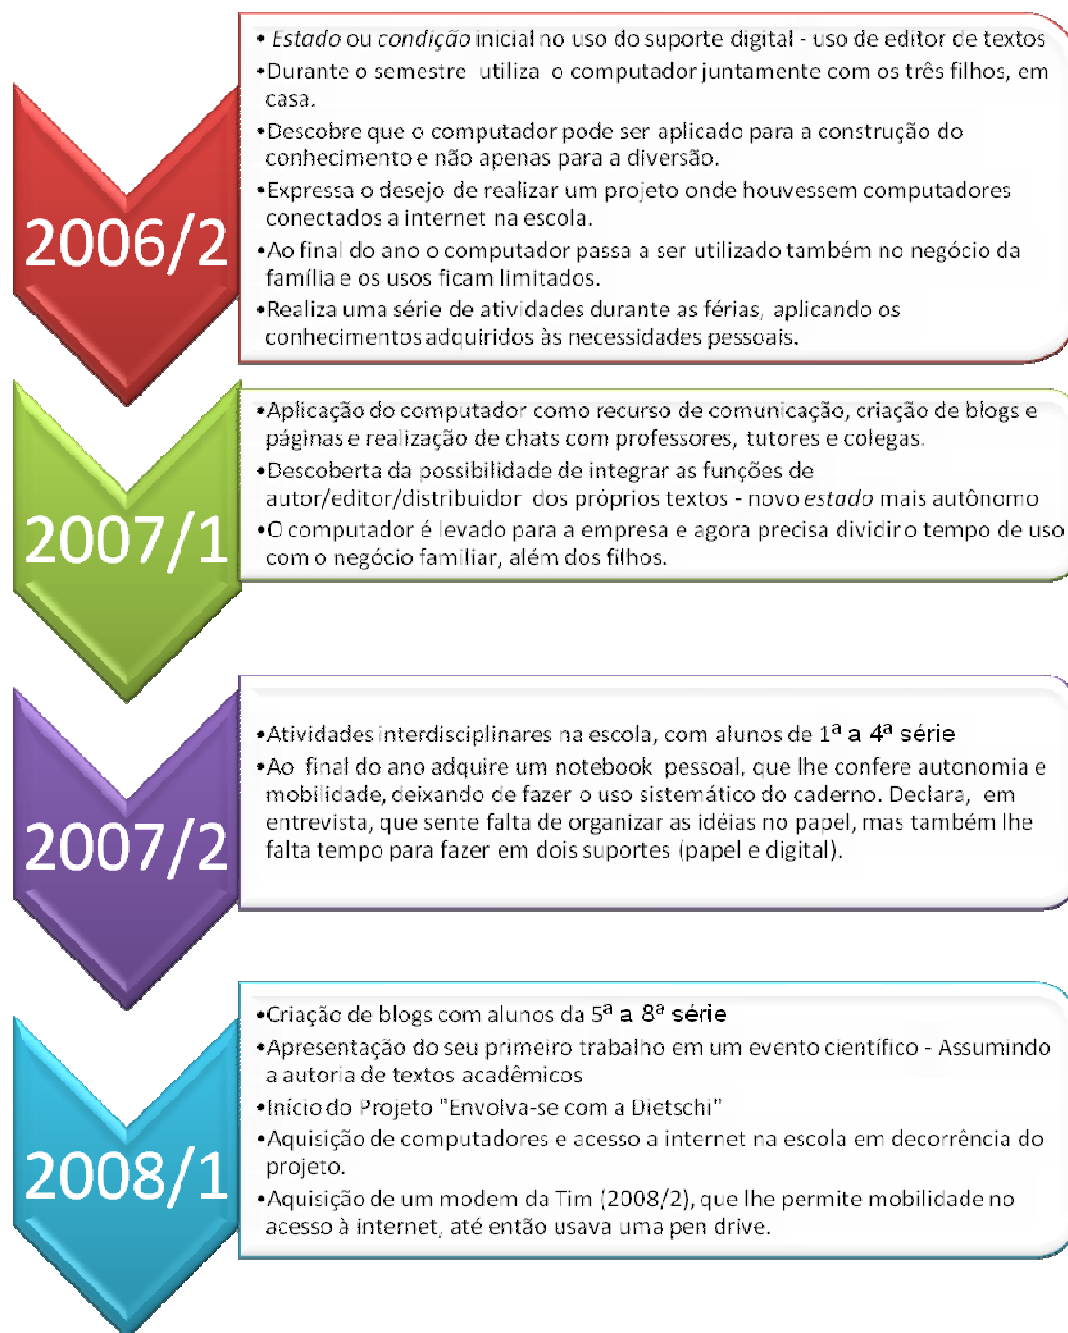 2006/2
• Estado ou condição inicial no uso do suporte digital - uso de editor de textos
•Durante o semestre utiliza o computador juntamente com os três filhos, em
casa.
•Descobre que o computador pode ser aplicado para a construção do
conhecimento e não apenas para a diversão.
•Expressa o desejo de realizar um projeto onde houvessem computadores
conectados a internet na escola.
•Ao final do ano o computador passa a ser utilizado também no negócio da
família e os usos ficam limitados.
•Realiza uma série de atividades durante as férias, aplicando os
conhecimentos adquiridos às necessidades pessoais.
2007/1
•Aplicação do computador como recurso de comunicação, criação de blogs e
páginas e realização de chats com professores, tutores e colegas.
•Descoberta da possibilidade de integrar as funções de
autor/editor/distribuidor dos próprios textos - novo estado mais autônomo
•O computador é levado para a empresa e agora precisa dividir o tempo de uso
com o negócio familiar, além dos filhos.
2007/2
•Atividades interdisciplinares na escola, com alunos de 1ª a 4ª série
•Ao final do ano adquire um notebook pessoal, que lhe confere autonomia e
mobilidade, deixando de fazer o uso sistemático do caderno. Declara, em
entrevista, que sente falta de organizar as idéias no papel, mas também lhe
falta tempo para fazer em dois suportes (papel e digital).
2008/1
•Criação de blogs com alunos da 5ª a 8ª série
•Apresentação do seu primeiro trabalho em um evento científico - Assumindo
a autoria de textos acadêmicos
•Início do Projeto "Envolva-se com a Dietschi"
•Aquisição de computadores e acesso a internet na escola em decorrência do
projeto.
•Aquisição de um modem da Tim (2008/2), que lhe permite mobilidade no
acesso à internet, até então usava uma pen drive.